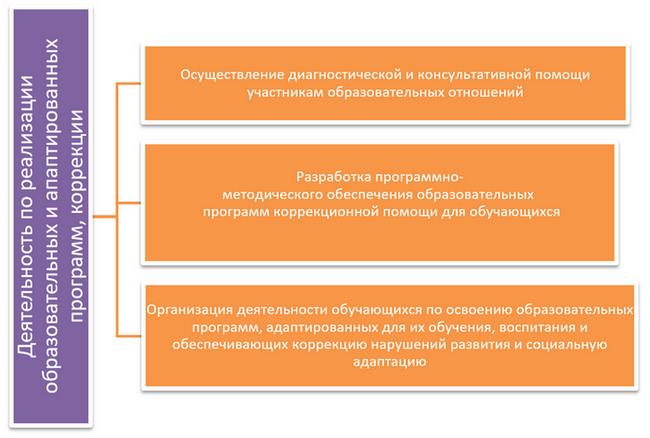 Деятельность по реализации
образовательных и апаптированных
программ, коррекции
Осуществление диагностической и консультативной помощи
участникам образовательных отношений
Разработка программно-
методического обеспечения образовательных
программ коррекционной помощи для обучающихся
Организация деятельности обучающихся по освоению образовательных
программ, адаптированных для их обучения, воспитания и
обеспечивающих коррекцию нарушений развития и социальную
адаптацию